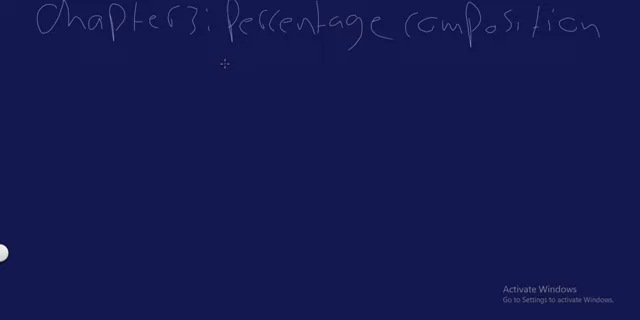 Chapter 3: Percentage composition
Activate Windows
Go to Settings to activate Windows.